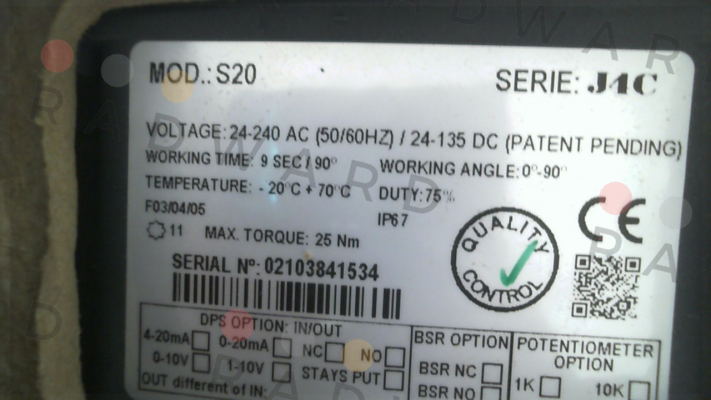 MOD.: S20
SERIE: J4C
VOLTAGE: 24-240 AC (50/60HZ) / 24-135 DC (PATENT PENDING)
WORKING TIME: 9 SEC / 90° WORKING ANGLE: 0°-90°
TEMPERATURE: - 20°C + 70°C DUTY: 75%
F03/04/05 IP67
11 MAX. TORQUE: 25 Nm
QUALITY CONTROL
CE
SERIAL Nº: 02103841534
DPS OPTION: IN/OUT
4-20mA 0-20mA NC NO
0-10V 1-10V STAYS PUT
OUT different of IN:
BSR OPTION
BSR NC
BSR NO
POTENTIOMETER
OPTION
1K 10K
RADWARD